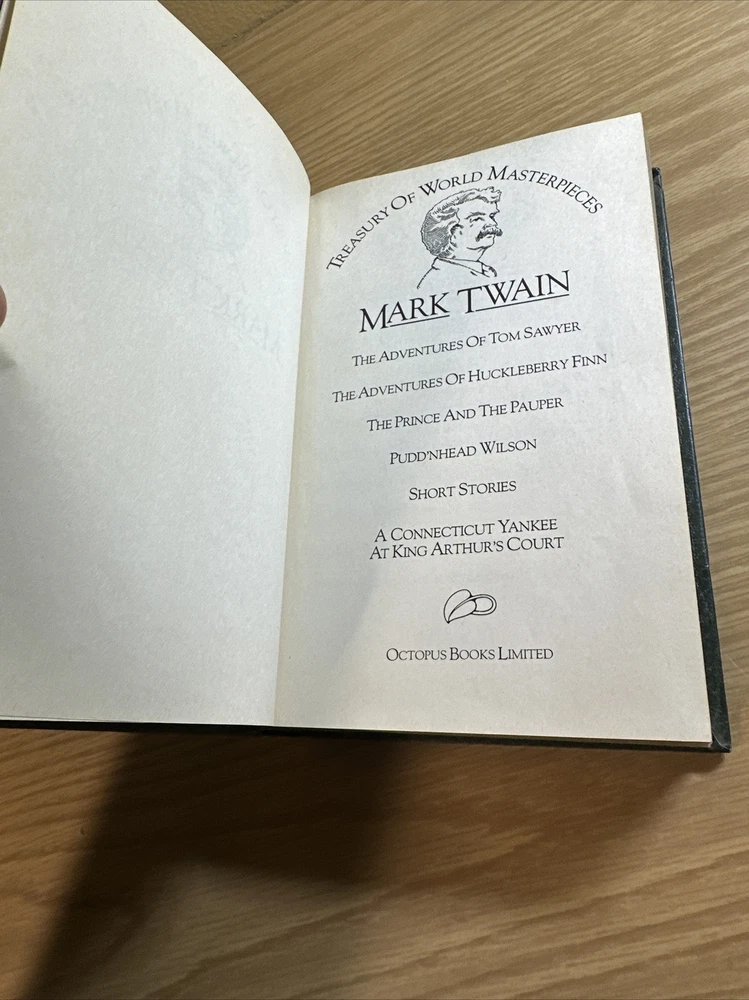 Treasury Of World Masterpieces
MARK TWAIN
The Adventures Of Tom Sawyer
The Adventures Of Huckleberry Finn
The Prince And The Pauper
Pudd'nhead Wilson
Short Stories
A Connecticut Yankee
At King Arthur's Court
Octopus Books Limited